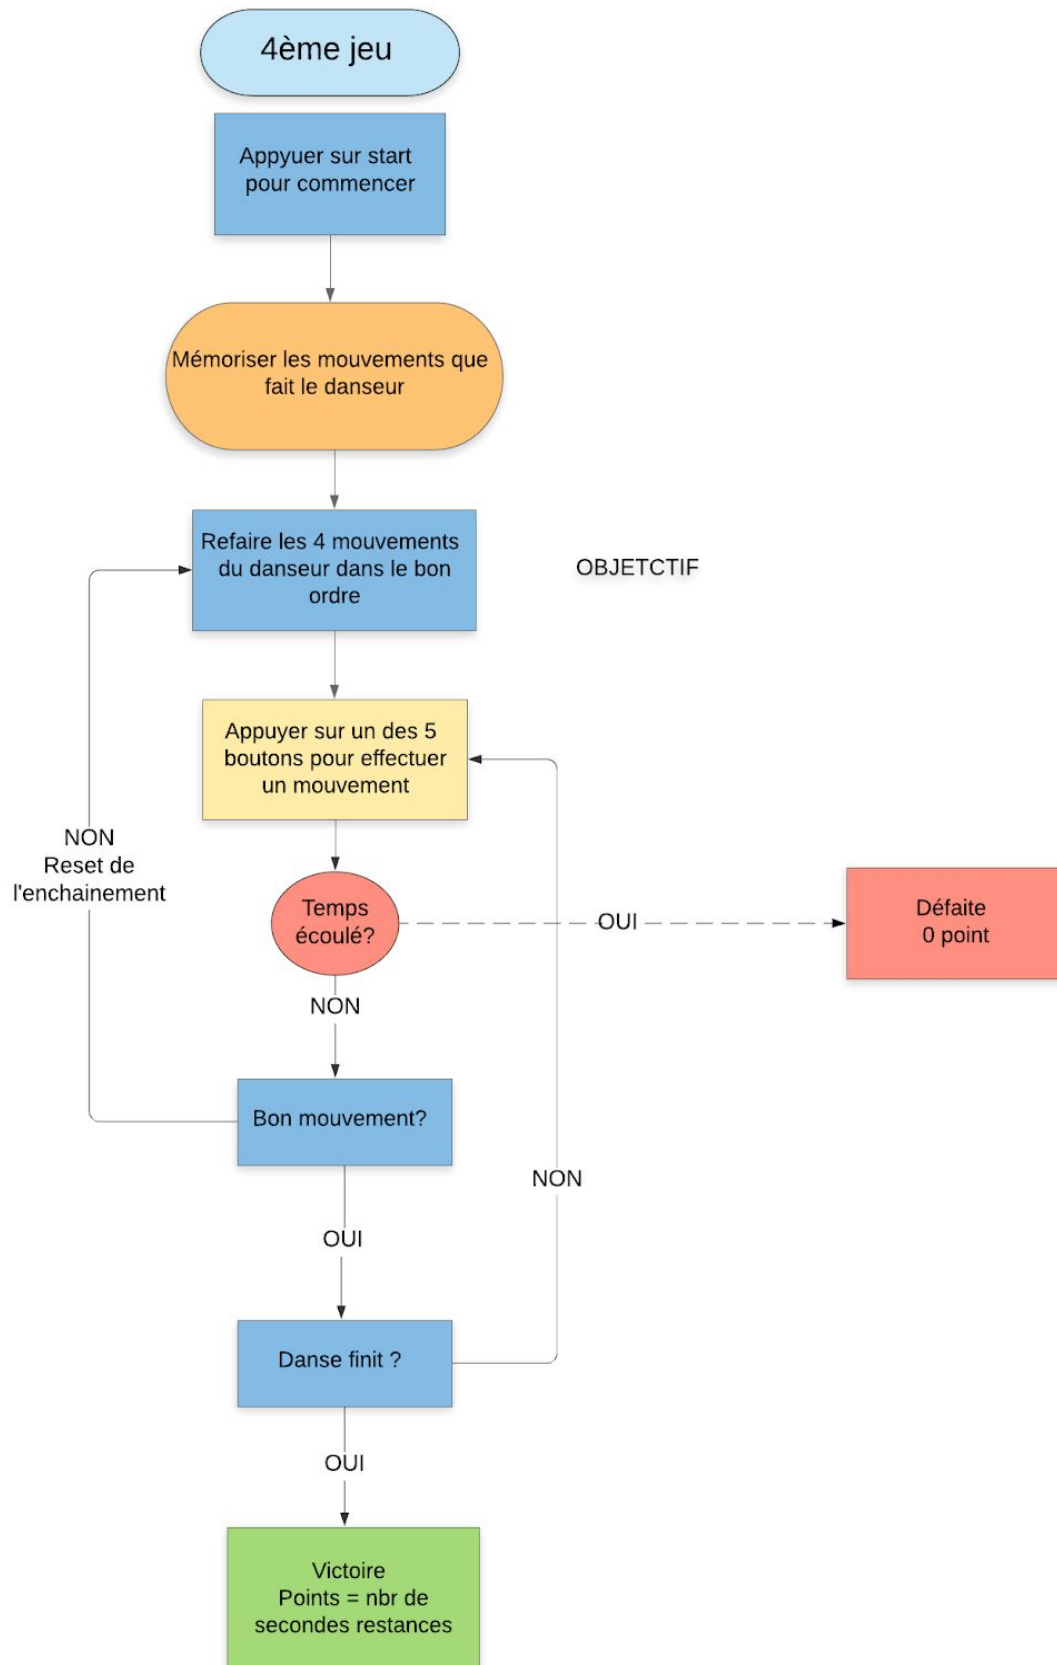 4ème jeu
Appyuer sur start
pour commencer
Mémoriser les mouvements que
fait le danseur
Refaire les 4 mouvements
du danseur dans le bon
ordre
OBJETCTIF
Appuyer sur un des 5
boutons pour effectuer
un mouvement
NON
Reset de
l'enchainement
Temps
écoulé?
OUI
Défaite
0 point
NON
Bon mouvement?
NON
OUI
Danse finit ?
OUI
Victoire
Points = nbr de
secondes restances